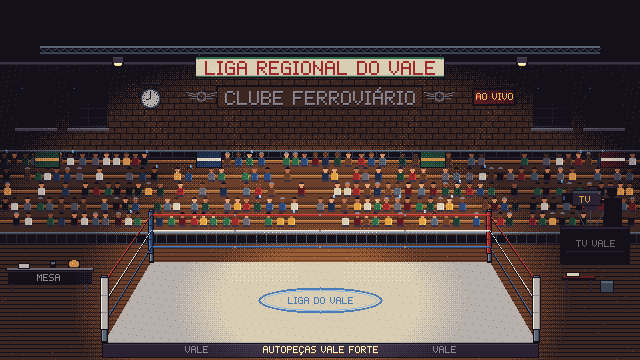 LIGA REGIONAL DO VALE
CLUBE FERROVIÁRIO
AO VIVO
TV
TV VALE
MESA
LIGA DO VALE
VALE
AUTOPEÇAS VALE FORTE
VALE